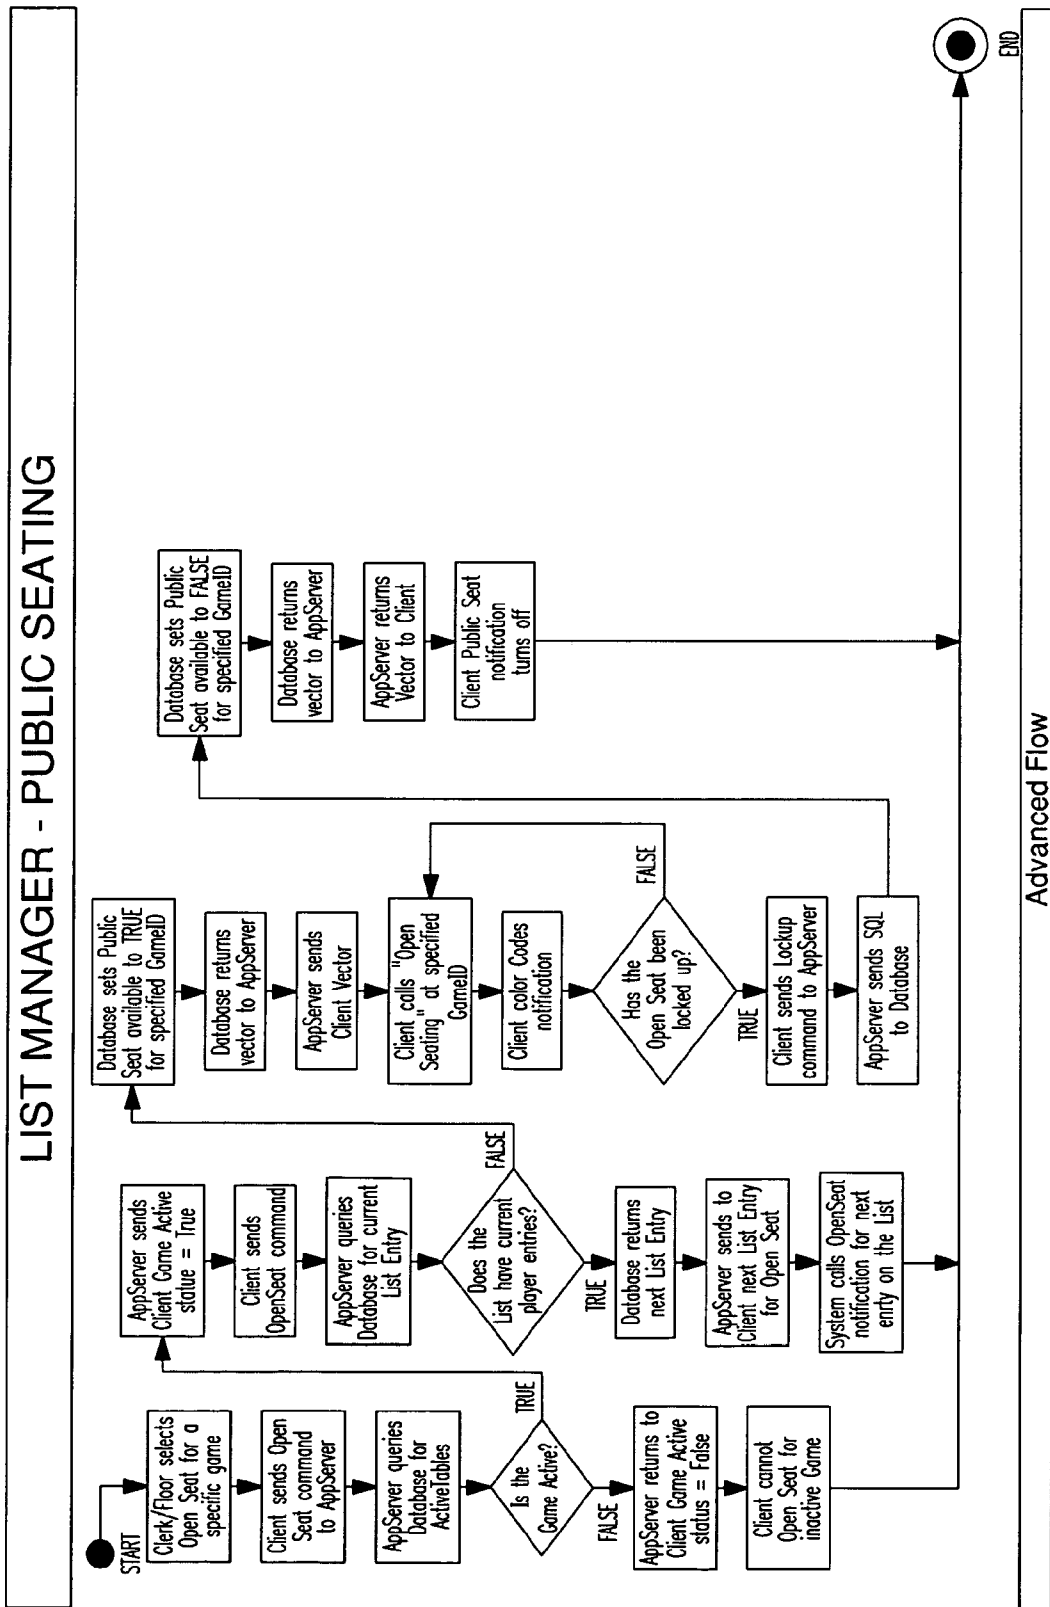 LIST MANAGER - PUBLIC SEATING
START
Clerk/Floor selects
Open Seat for a
specific game
Client sends Open
Seat command
to AppServer
AppServer queries
Database for
ActiveTables
Is the
Game Active?
TRUE
FALSE
AppServer returns to
Client Game Active
status = False
Client cannot
Open Seat for
inactive Game
AppServer sends
Client Game Active
status = True
Client sends
OpenSeat command
AppServer queries
Database for current
List Entry
Does the
List have current
player entries?
FALSE
TRUE
Database returns
next List Entry
AppServer sends to
Client next List Entry
for Open Seat
System calls OpenSeat
notification for next
enrty on the List
Database sets Public
Seat available to TRUE
for specified GameID
Database returns
vector to AppServer
AppServer sends
Client Vector
Client calls "Open
Seating" at specified
GameID
Client color Codes
notification
Has the
Open Seat been
locked up?
FALSE
TRUE
Client sends Lockup
command to AppServer
AppServer sends SQL
to Database
Database sets Public
Seat available to FALSE
for specified GameID
Database returns
vector to AppServer
AppServer returns
Vector to Client
Client Public Seat
notification
turns off
END
Advanced Flow